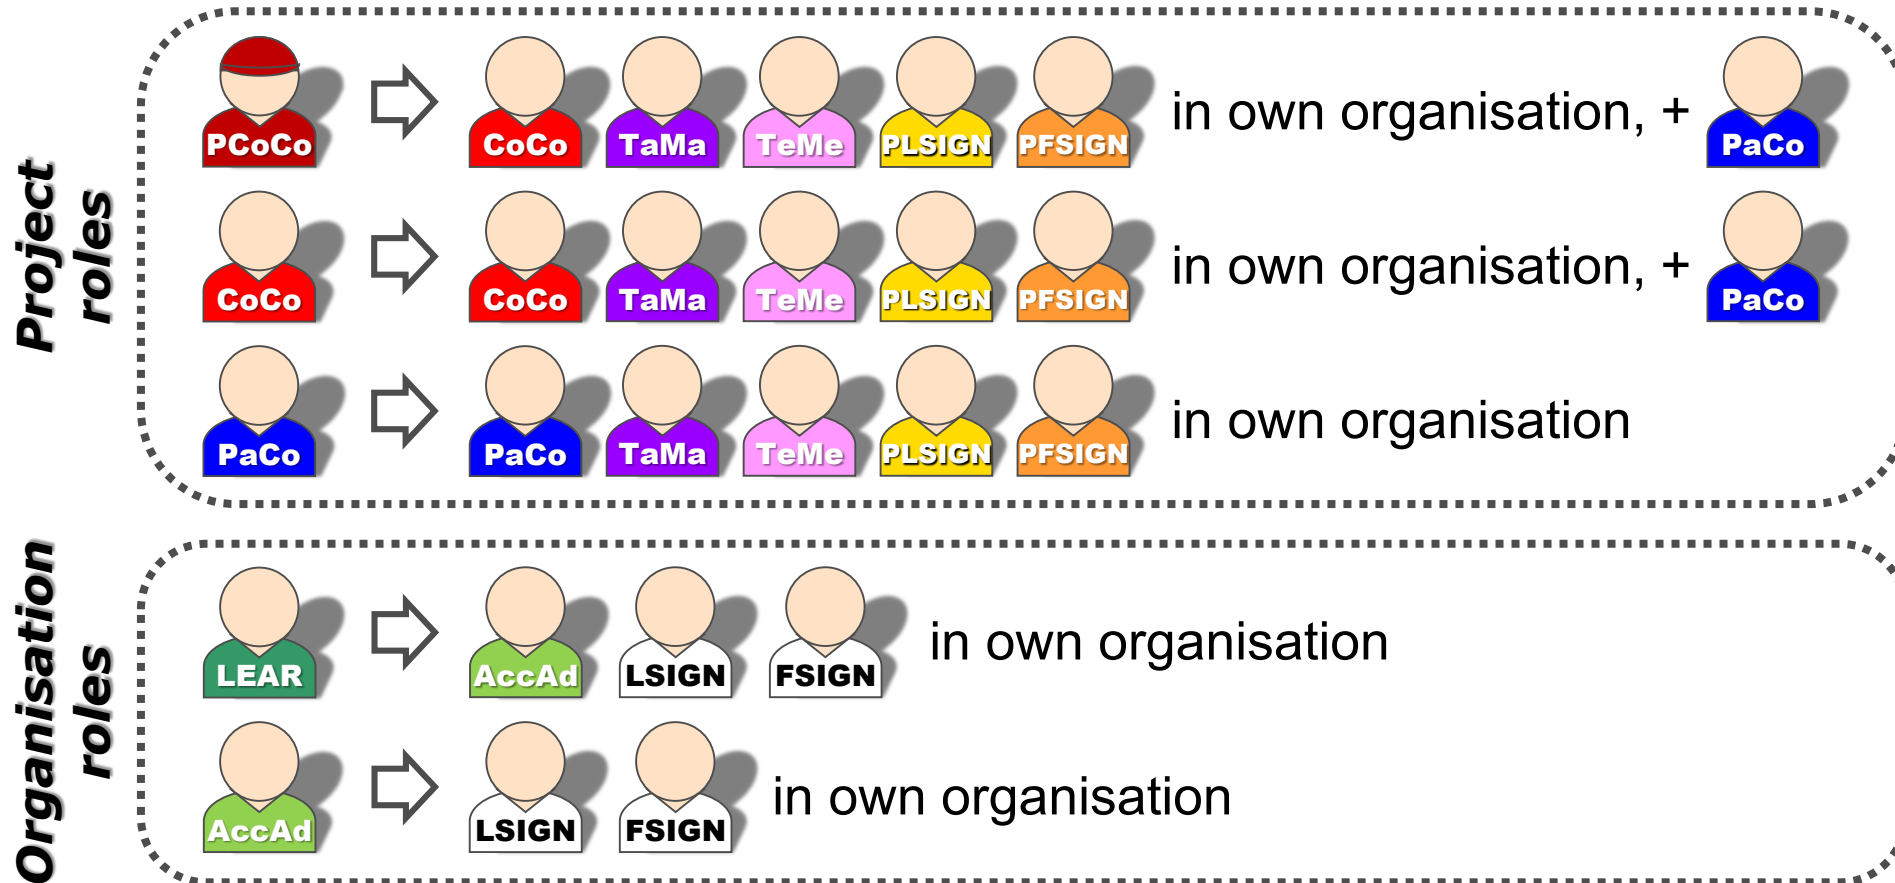 Project
roles
PCoCo CoCo TaMa TeMe PLSIGN PFSIGN in own organisation, + PaCo
CoCo CoCo TaMa TeMe PLSIGN PFSIGN in own organisation, + PaCo
PaCo PaCo TaMa TeMe PLSIGN PFSIGN in own organisation
Organisation
roles
LEAR AccAd LSIGN FSIGN in own organisation
AccAd LSIGN FSIGN in own organisation